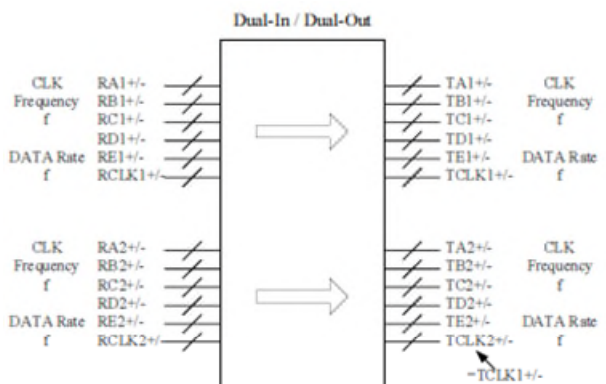 Dual-In / Dual-Out
CLK RA1+/- TA1+/- CLK
Frequency RB1+/- TB1+/- Frequency
f RC1+/- TC1+/- f
RD1+/- TD1+/-
DATA Rate RE1+/- TE1+/- DATA Rate
f RCLK1+/- TCLK1+/- f
CLK RA2+/- TA2+/- CLK
Frequency RB2+/- TB2+/- Frequency
f RC2+/- TC2+/- f
RD2+/- TD2+/-
DATA Rate RE2+/- TE2+/- DATA Rate
f RCLK2+/ TCLK2+/- f
=TCLK1+/-